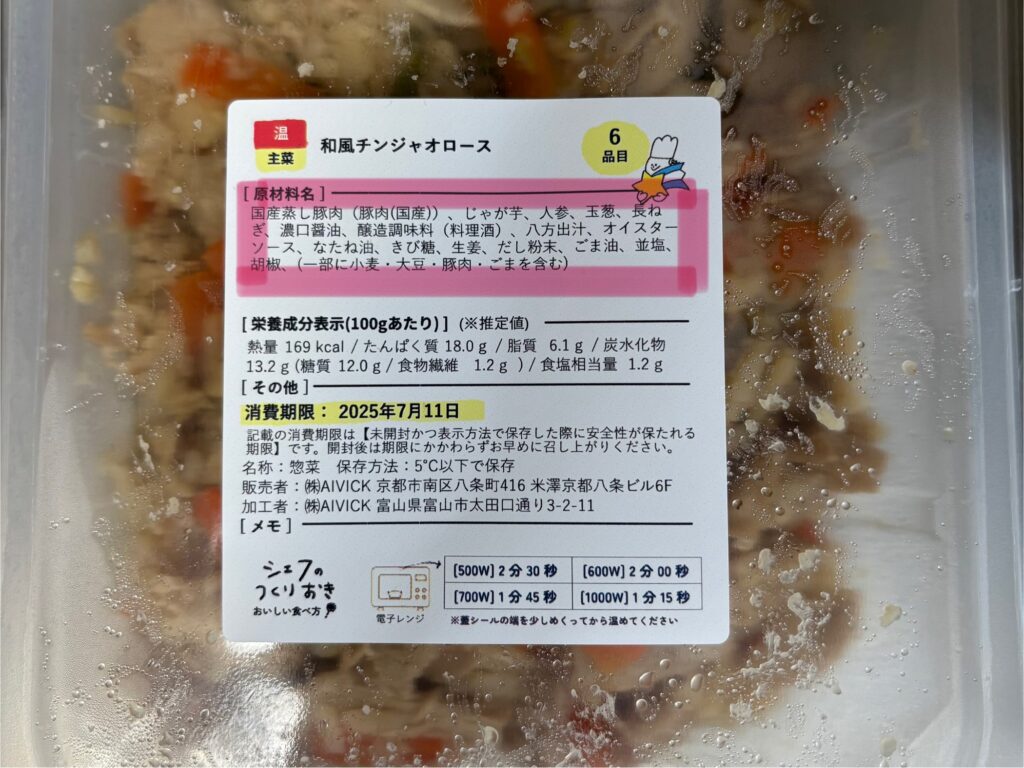 温
主菜
和風チンジャオロース
6
品目
[ 原材料名 ]
国産蒸し豚肉（豚肉(国産)）、じゃが芋、人参、玉葱、長ね
ぎ、濃口醤油、醸造調味料（料理酒）、八方出汁、オイスター
ソース、なたね油、きび糖、生姜、だし粉末、ごま油、並塩、
胡椒、（一部に小麦・大豆・豚肉・ごまを含む）
[ 栄養成分表示(100gあたり) ] (※推定値)
熱量 169 kcal / たんぱく質 18.0 g / 脂質 6.1 g / 炭水化物
13.2 g (糖質 12.0 g / 食物繊維 1.2 g ) / 食塩相当量 1.2 g
[ その他 ]
消費期限： 2025年7月11日
記載の消費期限は【未開封かつ表示方法で保存した際に安全性が保たれる
期限】です。開封後は期限にかかわらずお早めに召し上がりください。
名称：惣菜 保存方法：5℃以下で保存
販売者：㈱AIVICK 京都市南区八条町416 米澤京都八条ビル6F
加工者：㈱AIVICK 富山県富山市太田口通り3-2-11
[ メモ ]
シェフの
つくりおき
おいしい食べ方
電子レンジ
[500W] 2 分 30 秒 [600W] 2 分 00 秒
[700W] 1 分 45 秒 [1000W] 1 分 15 秒
※蓋シールの端を少しめくってから温めてください